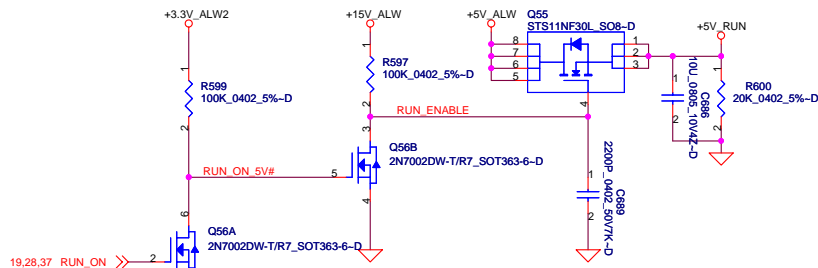 +3.3V_ALW2
+15V_ALW
+5V_ALW
Q55
STS11NF30L_SO8~D
+5V_RUN
8
7
6
5
1
2
3
4
1
R599
100K_0402_5%~D
2
1
R597
100K_0402_5%~D
2
RUN_ENABLE
1
2
C686
10U_0805_10V4Z~D
1
R600
20K_0402_5%~D
2
3
Q56B
2N7002DW-T/R7_SOT363-6~D
RUN_ON_5V#
5
4
1
2
C689
2200P_0402_50V7K~D
6
Q56A
2N7002DW-T/R7_SOT363-6~D
19,28,37 RUN_ON
2